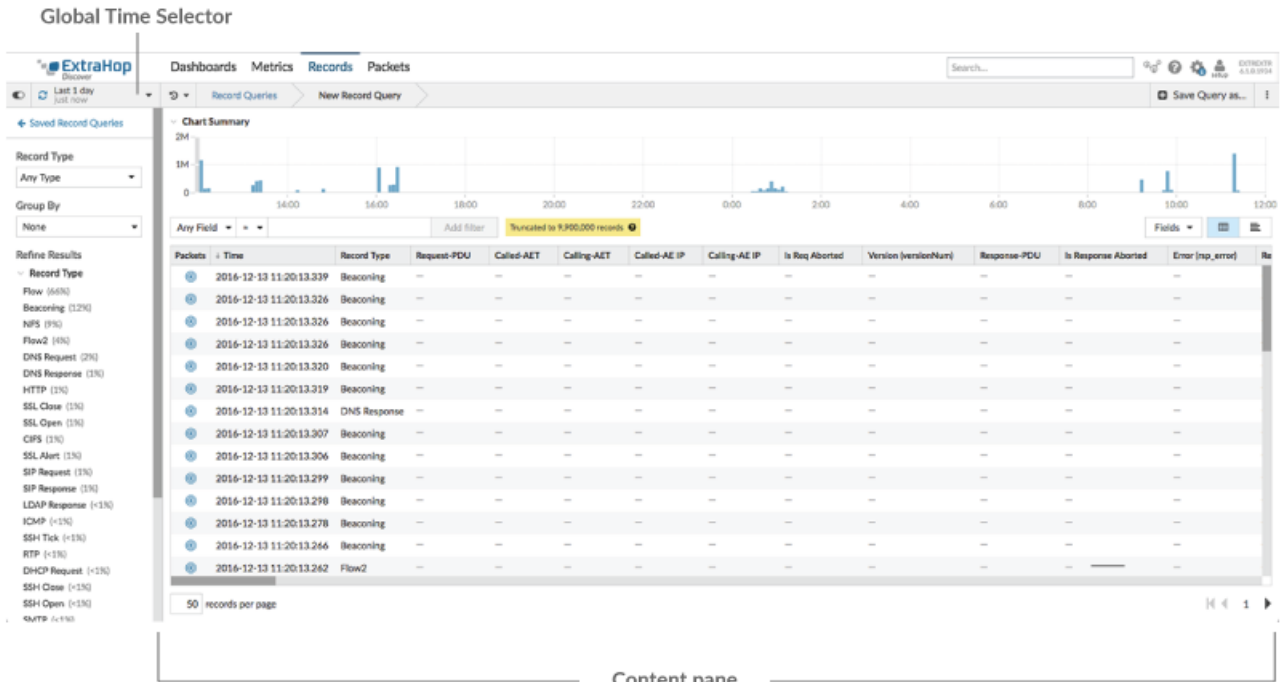 Global Time Selector
ExtraHop
Discover
Dashboards Metrics Records Packets
Search...
setup
Last 1 day
just now
Record Queries New Record Query
Save Query as...
Saved Record Queries
Chart Summary
2M
1M
0
14:00 16:00 18:00 20:00 22:00 0:00 2:00 4:00 6:00 8:00 10:00 12:00
Record Type
Any Type
Group By
None
Any Field = Add filter Truncated to 9,900,000 records
Fields
Refine Results
Record Type
Flow (66%)
Beaconing (12%)
NFS (9%)
Flow2 (4%)
DNS Request (2%)
DNS Response (1%)
HTTP (1%)
SSL Close (1%)
SSL Open (1%)
CIFS (1%)
SSL Alert (1%)
SIP Request (1%)
SIP Response (1%)
LDAP Response (<1%)
ICMP (<1%)
SSH Tick (<1%)
RTP (<1%)
DHCP Request (<1%)
SSH Close (<1%)
SSH Open (<1%)
SMTP (<1%)
Packets Time Record Type Request-PDU Called-AET Calling-AET Called-AE IP Calling-AE IP Is Req Aborted Version (versionNum) Response-PDU Is Response Aborted Error (rsp_error) Re
2016-12-13 11:20:13.339 Beaconing — — — — — — — — — —
2016-12-13 11:20:13.326 Beaconing — — — — — — — — — —
2016-12-13 11:20:13.326 Beaconing — — — — — — — — — —
2016-12-13 11:20:13.326 Beaconing — — — — — — — — — —
2016-12-13 11:20:13.320 Beaconing — — — — — — — — — —
2016-12-13 11:20:13.319 Beaconing — — — — — — — — — —
2016-12-13 11:20:13.314 DNS Response — — — — — — — — — —
2016-12-13 11:20:13.307 Beaconing — — — — — — — — — —
2016-12-13 11:20:13.306 Beaconing — — — — — — — — — —
2016-12-13 11:20:13.299 Beaconing — — — — — — — — — —
2016-12-13 11:20:13.298 Beaconing — — — — — — — — — —
2016-12-13 11:20:13.278 Beaconing — — — — — — — — — —
2016-12-13 11:20:13.266 Beaconing — — — — — — — — — —
2016-12-13 11:20:13.262 Flow2 — — — — — — — — — —
50 records per page
1
Content pane